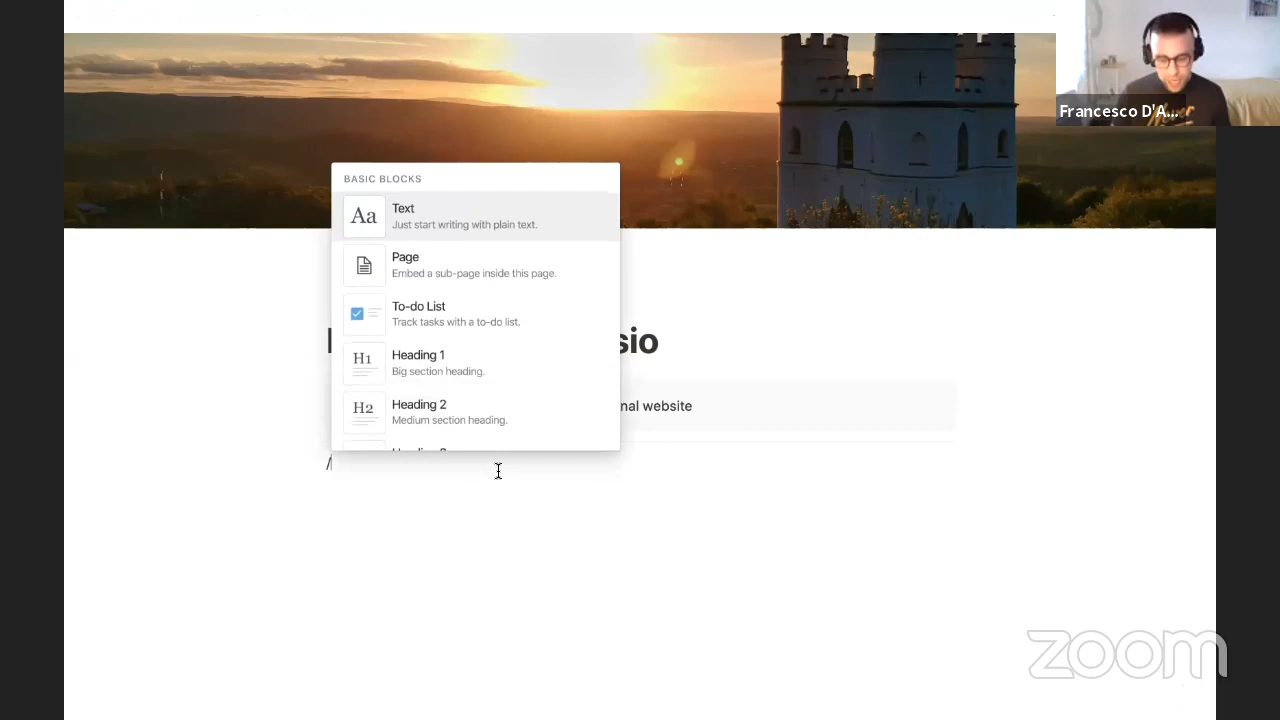 Francesco D'A...
BASIC BLOCKS
Aa
Text
Just start writing with plain text.
Page
Embed a sub-page inside this page.
To-do List
Track tasks with a to-do list.
sio
H1
Heading 1
Big section heading.
H2
Heading 2
Medium section heading.
nal website
/
zoom